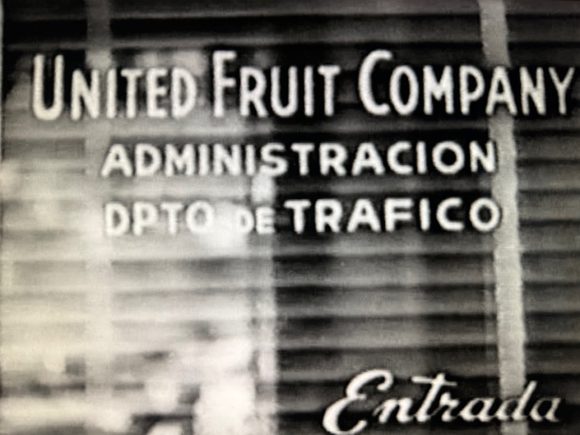 UNITED FRUIT COMPANY
ADMINISTRACION
DPTO DE TRAFICO
Entrada